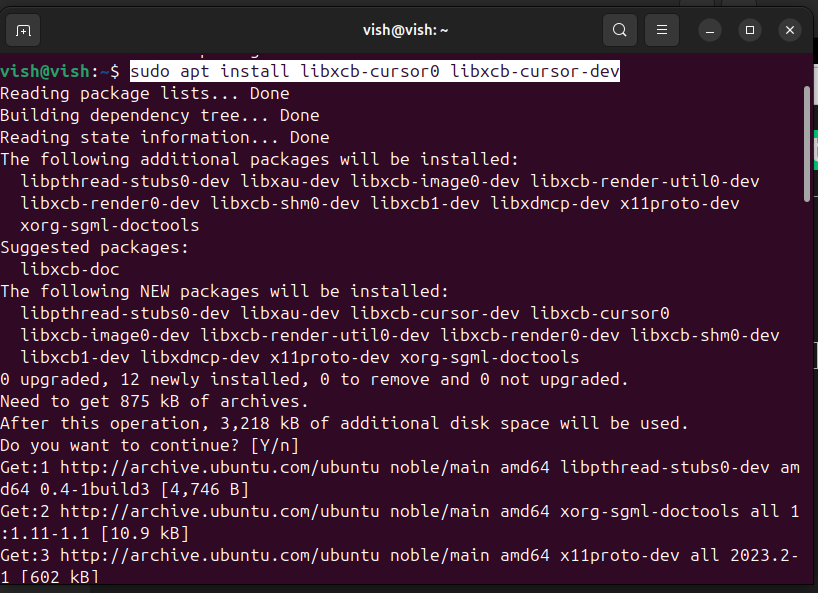 vish@vish: ~
vish@vish:~$ sudo apt install libxcb-cursor0 libxcb-cursor-dev
Reading package lists... Done
Building dependency tree... Done
Reading state information... Done
The following additional packages will be installed:
  libpthread-stubs0-dev libxau-dev libxcb-image0-dev libxcb-render-util0-dev
  libxcb-render0-dev libxcb-shm0-dev libxcb1-dev libxdmcp-dev x11proto-dev
  xorg-sgml-doctools
Suggested packages:
  libxcb-doc
The following NEW packages will be installed:
  libpthread-stubs0-dev libxau-dev libxcb-cursor-dev libxcb-cursor0
  libxcb-image0-dev libxcb-render-util0-dev libxcb-render0-dev libxcb-shm0-dev
  libxcb1-dev libxdmcp-dev x11proto-dev xorg-sgml-doctools
0 upgraded, 12 newly installed, 0 to remove and 0 not upgraded.
Need to get 875 kB of archives.
After this operation, 3,218 kB of additional disk space will be used.
Do you want to continue? [Y/n]
Get:1 http://archive.ubuntu.com/ubuntu noble/main amd64 libpthread-stubs0-dev am
d64 0.4-1build3 [4,746 B]
Get:2 http://archive.ubuntu.com/ubuntu noble/main amd64 xorg-sgml-doctools all 1
:1.11-1.1 [10.9 kB]
Get:3 http://archive.ubuntu.com/ubuntu noble/main amd64 x11proto-dev all 2023.2-
1 [602 kB]